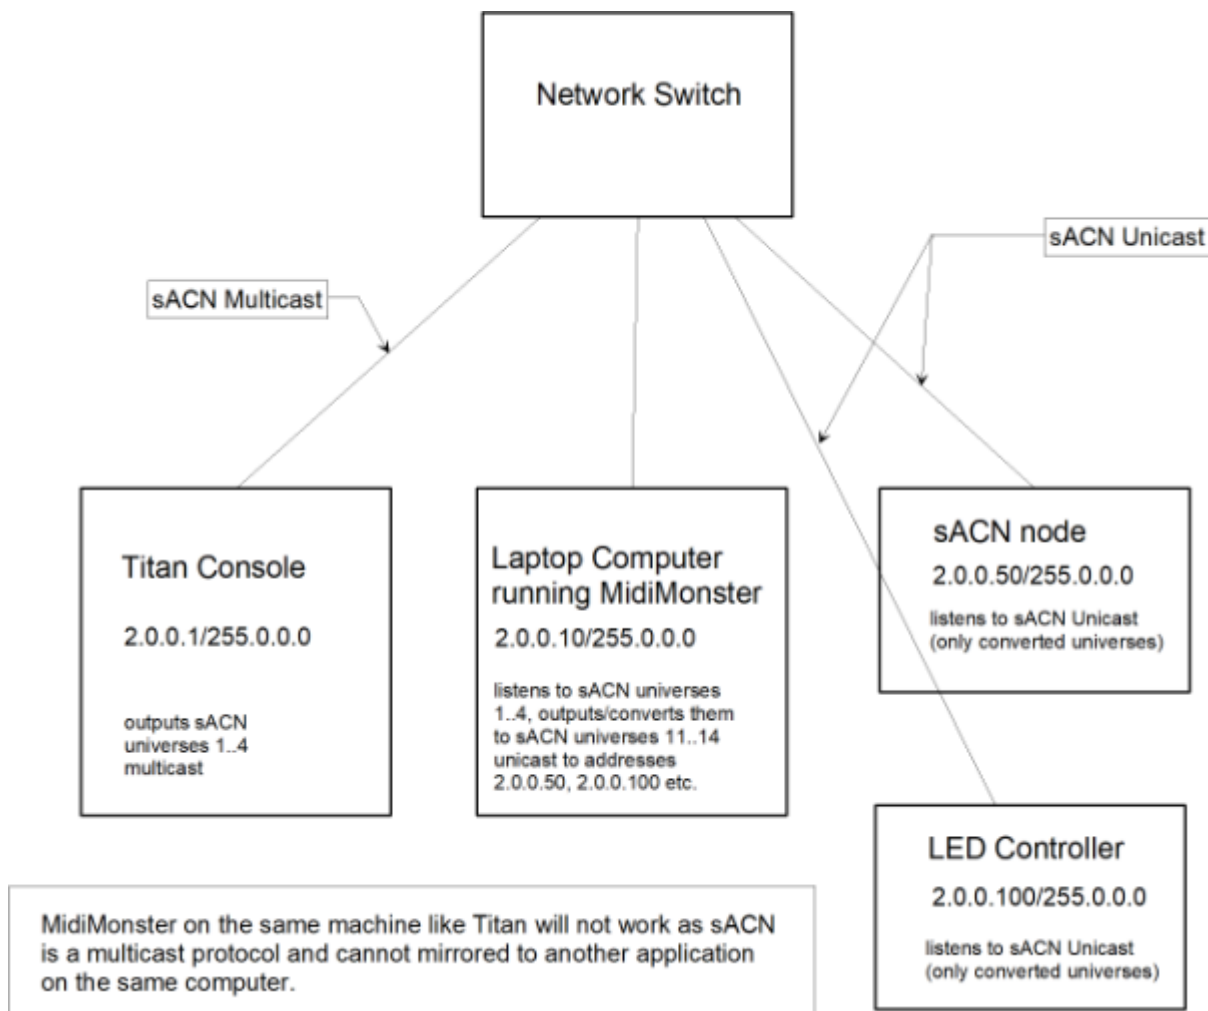 Network Switch
sACN Unicast
sACN Multicast
Titan Console
2.0.0.1/255.0.0.0
outputs sACN
universes 1..4
multicast
Laptop Computer
running MidiMonster
2.0.0.10/255.0.0.0
listens to sACN universes
1..4, outputs/converts them
to sACN universes 11..14
unicast to addresses
2.0.0.50, 2.0.0.100 etc.
sACN node
2.0.0.50/255.0.0.0
listens to sACN Unicast
(only converted universes)
LED Controller
2.0.0.100/255.0.0.0
listens to sACN Unicast
(only converted universes)
MidiMonster on the same machine like Titan will not work as sACN
is a multicast protocol and cannot mirrored to another application
on the same computer.